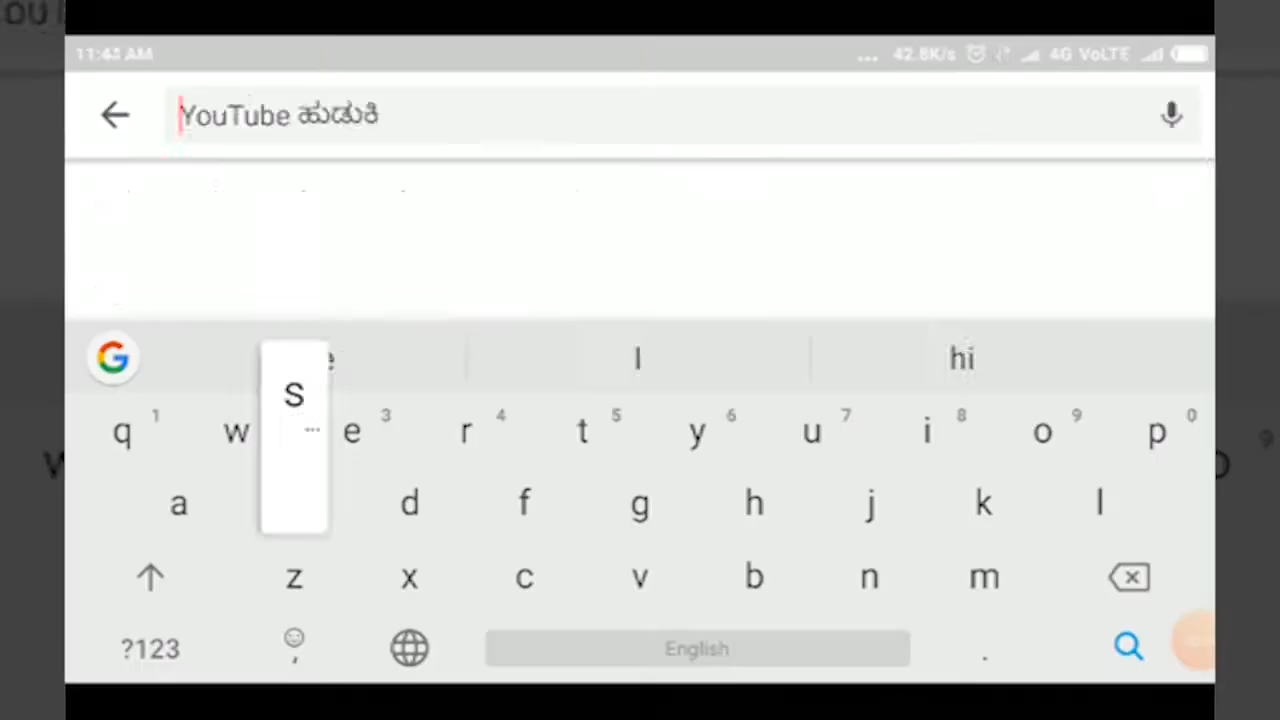 11:43 AM ... 42.8K/s 4G VoLTE
YouTube ಹುಡುಕಿ
I hi
S
q 1 w e 3 r 4 t 5 y 6 u 7 i 8 o 9 p 0
a d f g h j k l
z x c v b n m
?123 , English .